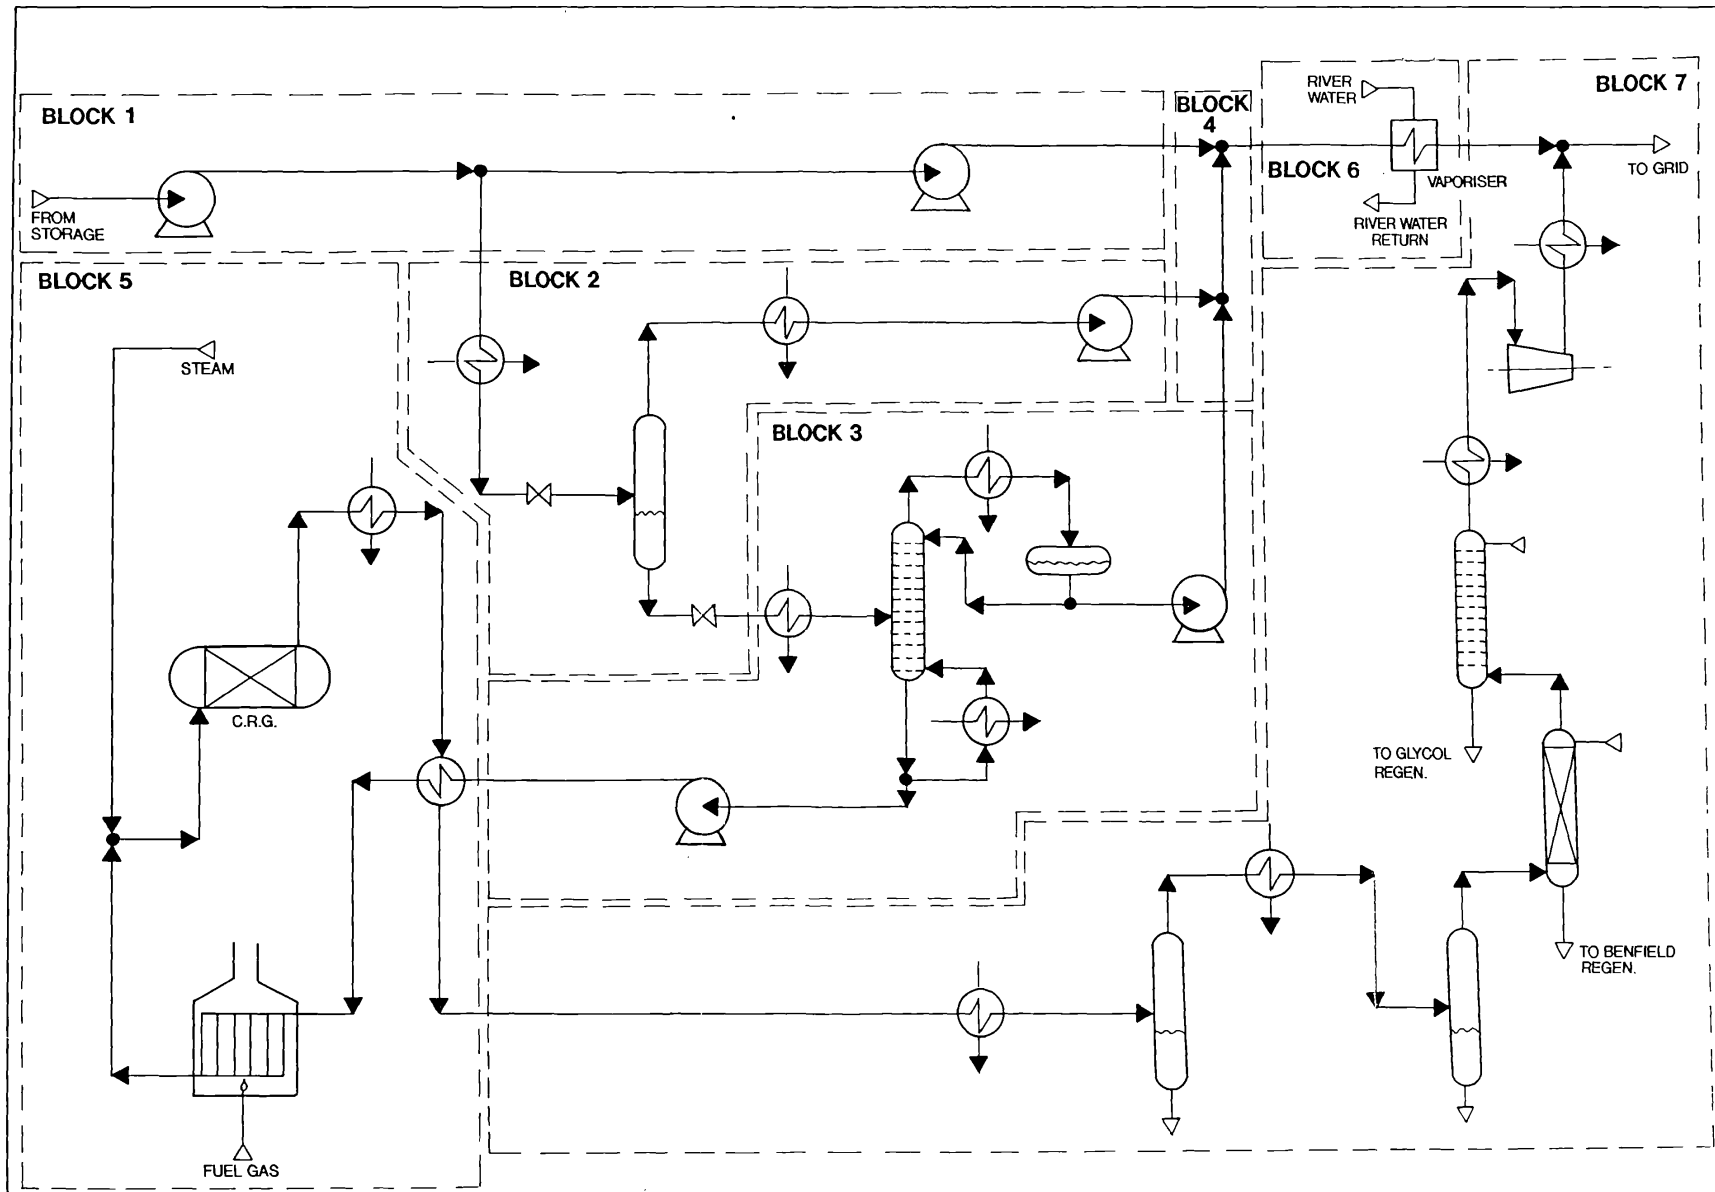 BLOCK 1
FROM
STORAGE
BLOCK
4
RIVER
WATER
BLOCK 6
VAPORISER
RIVER WATER
RETURN
BLOCK 7
TO GRID
BLOCK 5
STEAM
C.R.G.
FUEL GAS
BLOCK 2
BLOCK 3
TO GLYCOL
REGEN.
TO BENFIELD
REGEN.